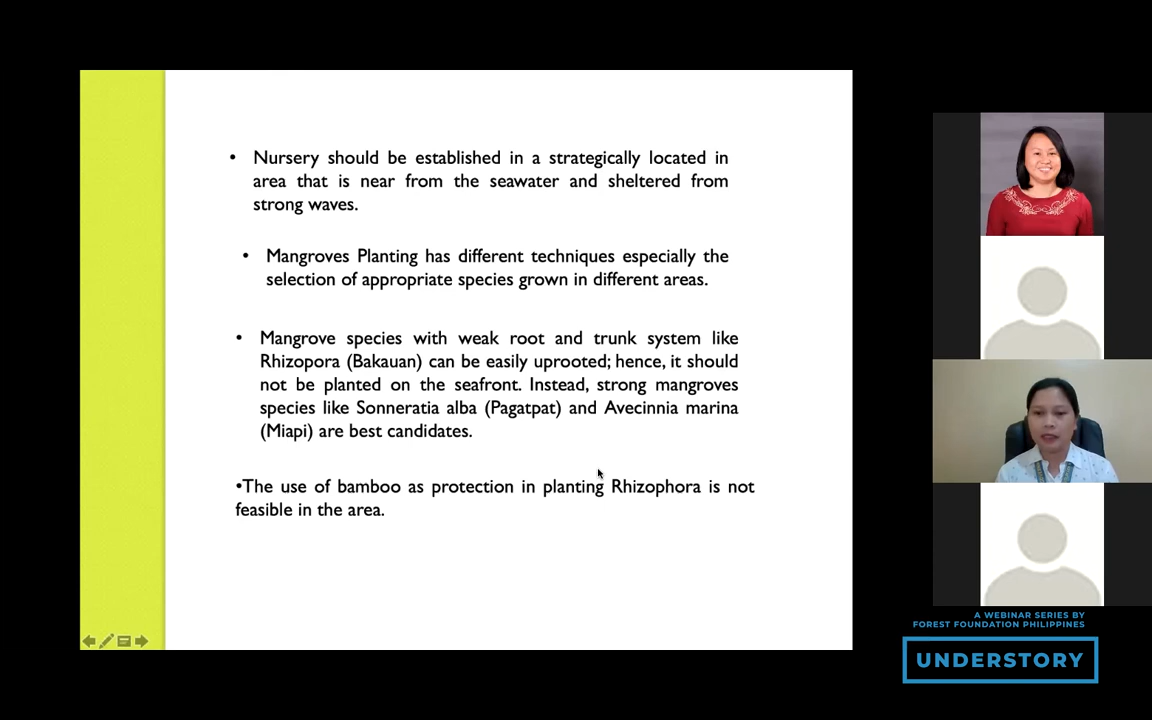 • Nursery should be established in a strategically located in
area that is near from the seawater and sheltered from
strong waves.
• Mangroves Planting has different techniques especially the
selection of appropriate species grown in different areas.
• Mangrove species with weak root and trunk system like
Rhizopora (Bakauan) can be easily uprooted; hence, it should
not be planted on the seafront. Instead, strong mangroves
species like Sonneratia alba (Pagatpat) and Avecinnia marina
(Miapi) are best candidates.
•The use of bamboo as protection in planting Rhizophora is not
feasible in the area.
A WEBINAR SERIES BY
FOREST FOUNDATION PHILIPPINES
UNDERSTORY